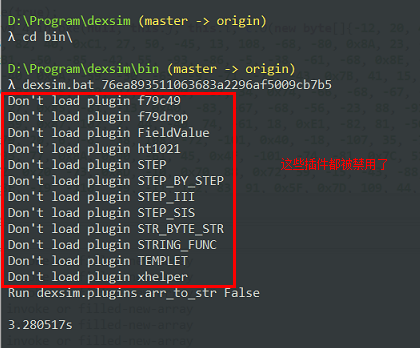 D:\Program\dexsim (master -> origin)
λ cd bin\
D:\Program\dexsim\bin (master -> origin)
λ dexsim.bat 76ea893511063683a2296af5009cb7b5
Don't load plugin f79c49
Don't load plugin f79drop
Don't load plugin FieldValue
Don't load plugin ht1021
Don't load plugin STEP
Don't load plugin STEP_BY_STEP
Don't load plugin STEP_III
Don't load plugin STEP_SIS
Don't load plugin STR_BYTE_STR
Don't load plugin STRING_FUNC
Don't load plugin TEMPLET
Don't load plugin xhelper
这些插件都被禁用了
Run dexsim.plugins.arr_to_str False
3.280517s